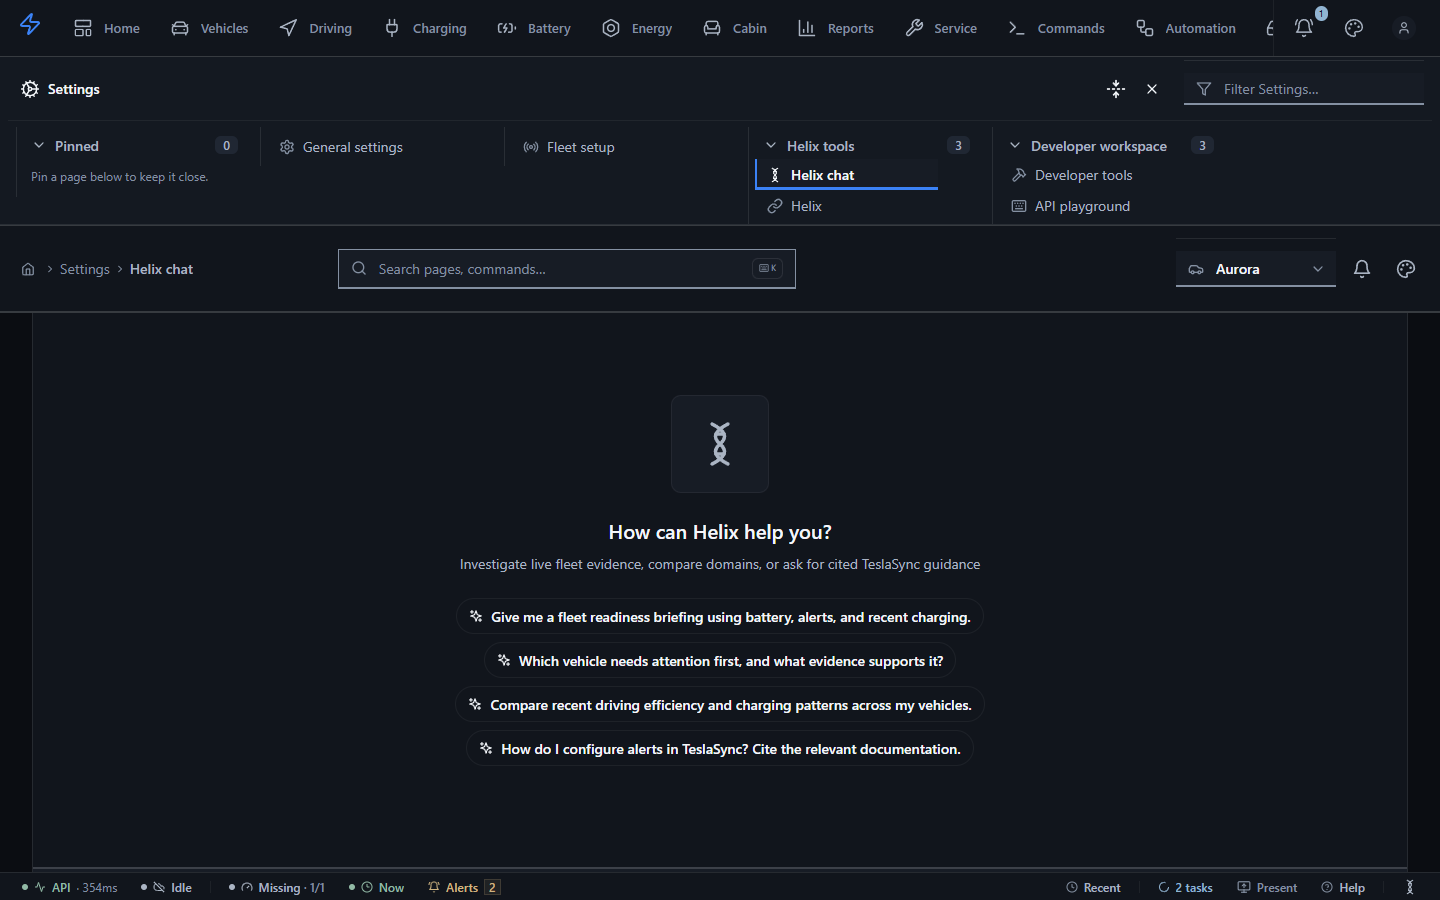 Home Vehicles Driving Charging Battery Energy Cabin Reports Service Commands Automation 1
Settings Filter Settings...
Pinned 0 General settings Fleet setup Helix tools 3 Developer workspace 3
Pin a page below to keep it close. Helix chat Developer tools
Helix API playground
Settings Helix chat Search pages, commands... K Aurora
How can Helix help you?
Investigate live fleet evidence, compare domains, or ask for cited TeslaSync guidance
Give me a fleet readiness briefing using battery, alerts, and recent charging.
Which vehicle needs attention first, and what evidence supports it?
Compare recent driving efficiency and charging patterns across my vehicles.
How do I configure alerts in TeslaSync? Cite the relevant documentation.
API · 354ms Idle Missing · 1/1 Now Alerts 2 Recent 2 tasks Present Help